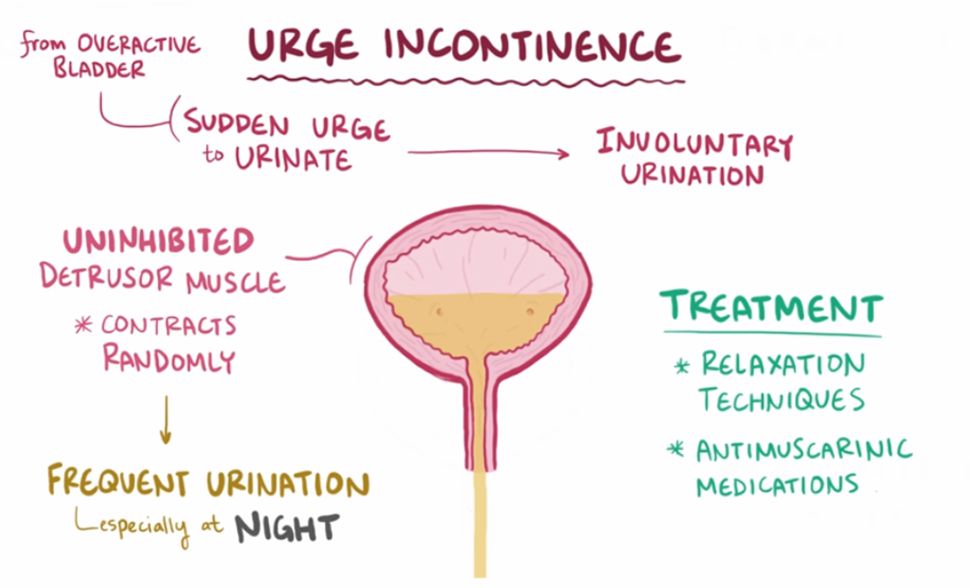 URGE INCONTINENCE
from OVERACTIVE
BLADDER
SUDDEN URGE
to URINATE
INVOLUNTARY
URINATION
UNINHIBITED
DETRUSOR MUSCLE
* CONTRACTS
RANDOMLY
FREQUENT URINATION
especially at NIGHT
TREATMENT
* RELAXATION
TECHNIQUES
* ANTIMUSCARINIC
MEDICATIONS